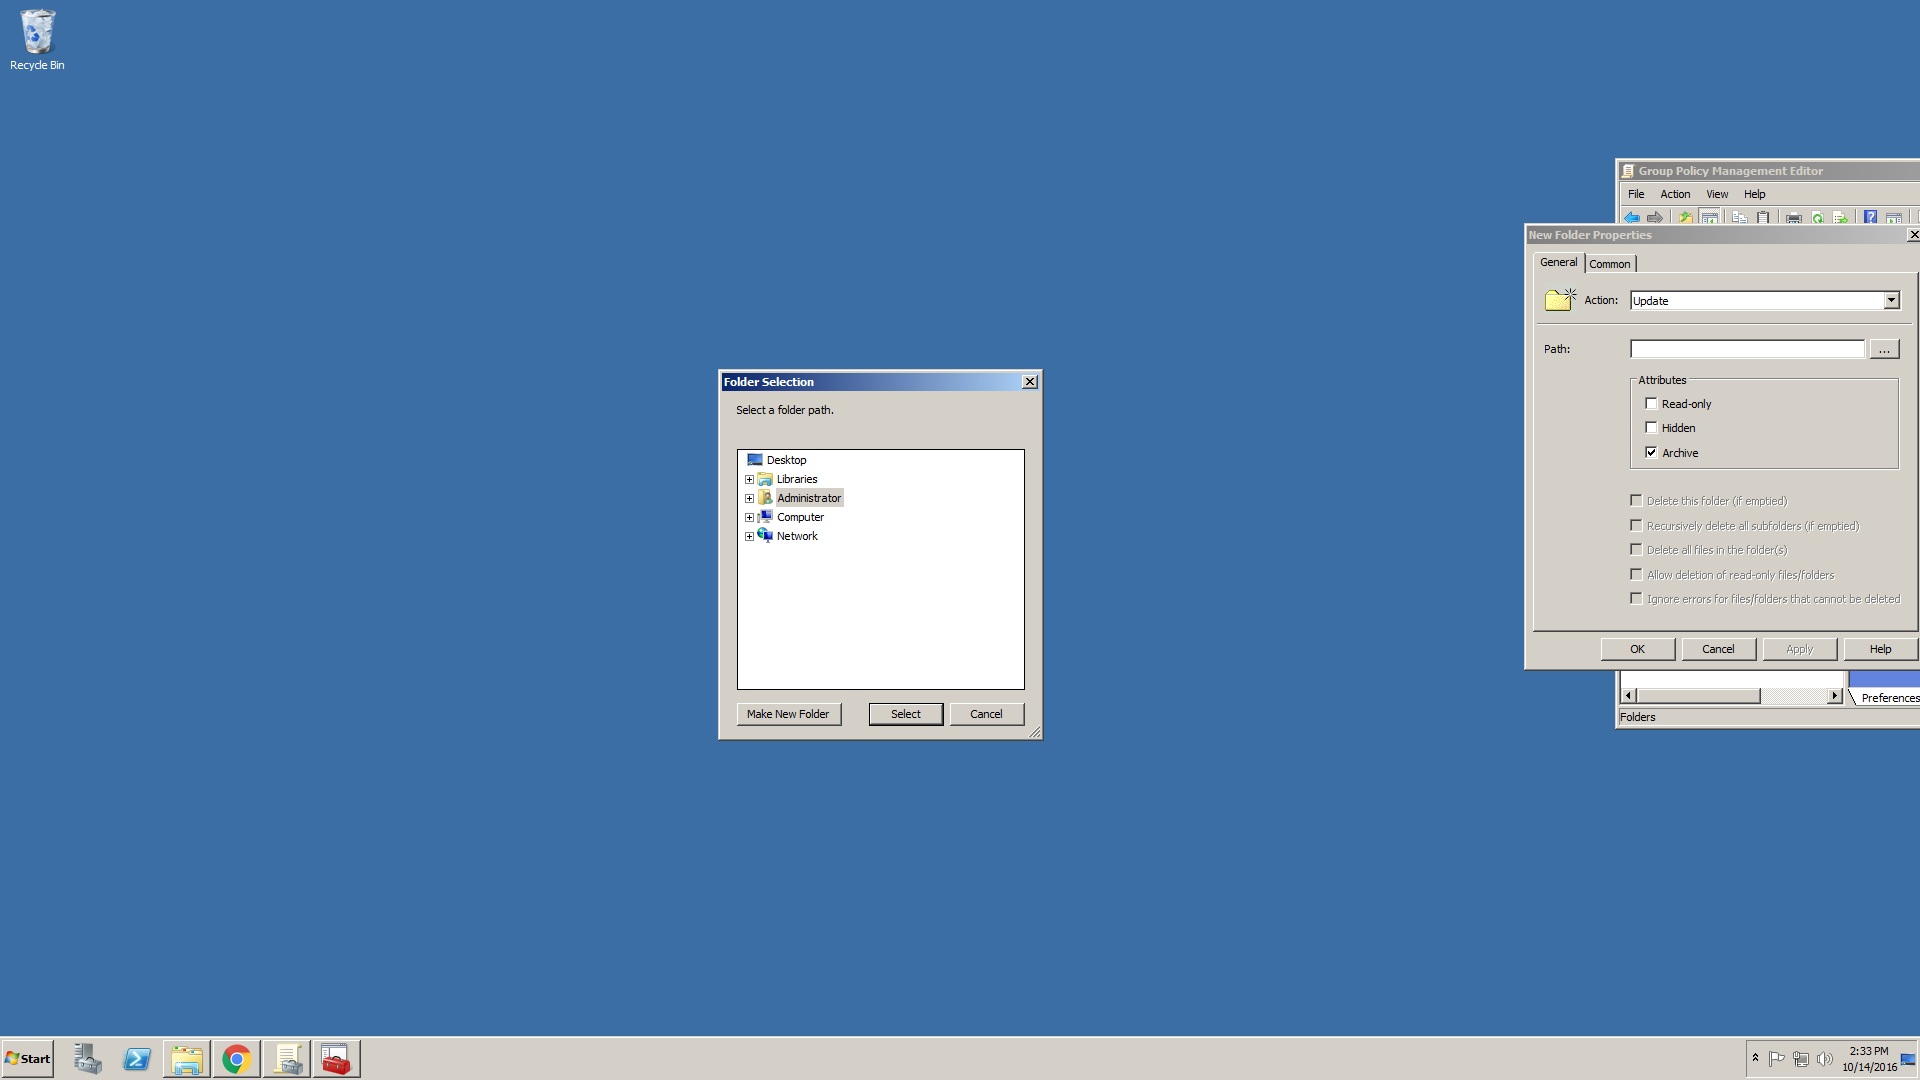 Recycle Bin
Group Policy Management Editor
File Action View Help
New Folder Properties
General Common
Action: Update
Path: ...
Attributes
Read-only
Hidden
Archive
Delete this folder (if emptied)
Recursively delete all subfolders (if emptied)
Delete all files in the folder(s)
Allow deletion of read-only files/folders
Ignore errors for files/folders that cannot be deleted
OK Cancel Apply Help
Preferences
Folders
Folder Selection
Select a folder path.
Desktop
Libraries
Administrator
Computer
Network
Make New Folder Select Cancel
Start
2:33 PM
10/14/2016